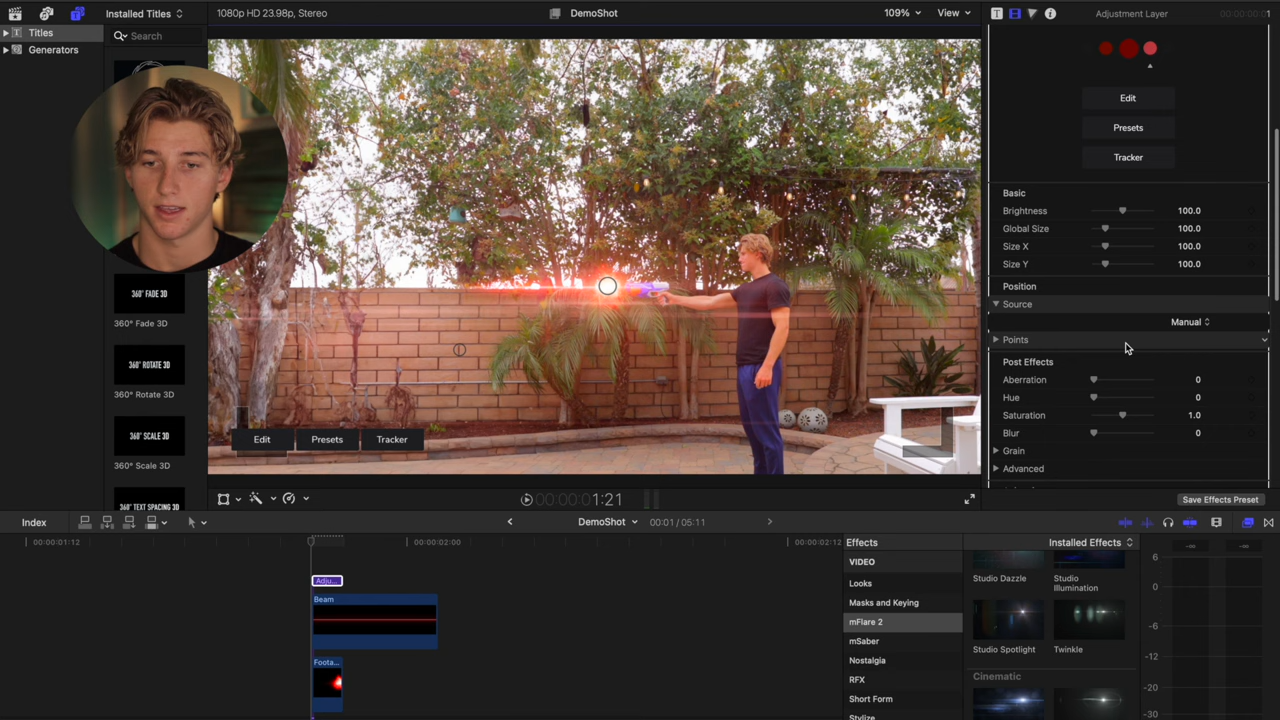 Installed Titles
1080p HD 23.98p, Stereo
DemoShot
109%
View
Adjustment Layer
Titles
Search
Generators
Edit
Presets
Tracker
Basic
Brightness 100.0
Global Size 100.0
Size X 100.0
Size Y 100.0
Position
Source
Manual
Points
Post Effects
Aberration 0
Hue 0
Saturation 1.0
Blur 0
Grain
Advanced
Save Effects Preset
360° FADE 3D
360° Fade 3D
360° ROTATE 3D
360° Rotate 3D
360° SCALE 3D
360° Scale 3D
360° TEXT SPACING 3D
Edit
Presets
Tracker
1:21
Index
DemoShot
00:01 / 05:11
00:00:01:12
00:00:02:00
00:00:02:12
Adju...
Beam
Foota...
Effects
Installed Effects
VIDEO
Looks
Masks and Keying
mFlare 2
mSaber
Nostalgia
RFX
Short Form
Stylize
Studio Dazzle
Studio Illumination
Studio Spotlight
Twinkle
Cinematic
-∞ -∞
6
0
-6
-12
-20
-30